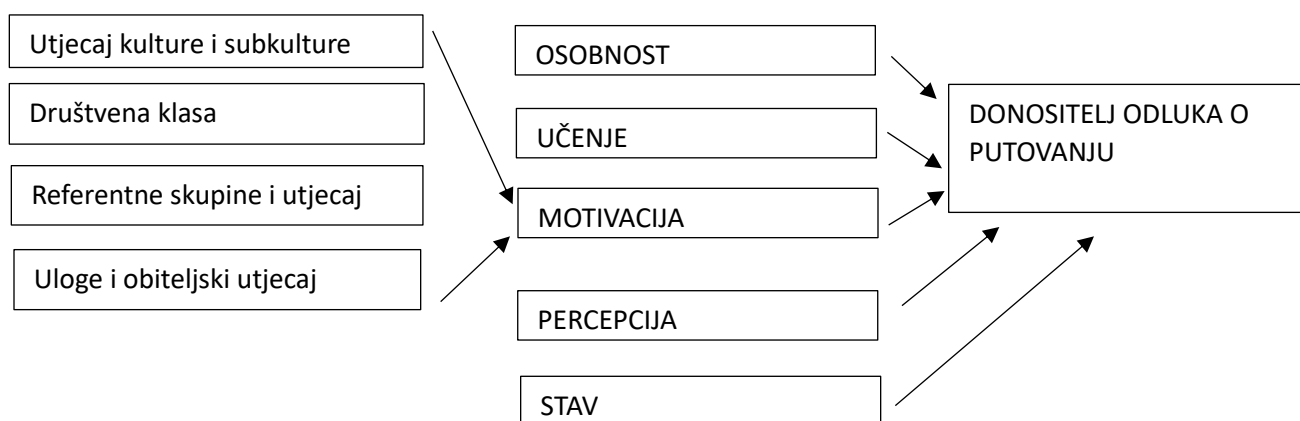 Utjecaj kulture i subkulture
Društvena klasa
Referentne skupine i utjecaj
Uloge i obiteljski utjecaj
OSOBNOST
UČENJE
MOTIVACIJA
PERCEPCIJA
STAV
DONOSITELJ ODLUKA O
PUTOVANJU